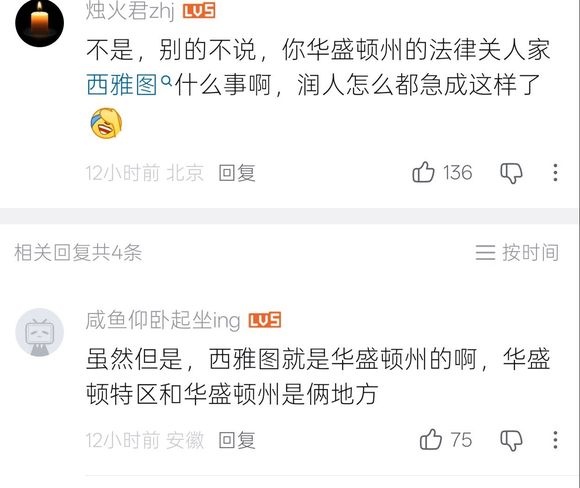 烛火君zhj LV5
不是，别的不说，你华盛顿州的法律关人家
西雅图什么事啊，润人怎么都急成这样了
12小时前 北京 回复 136
相关回复共4条 按时间
咸鱼仰卧起坐ing LV5
虽然但是，西雅图就是华盛顿州的啊，华盛
顿特区和华盛顿州是俩地方
12小时前 安徽 回复 75